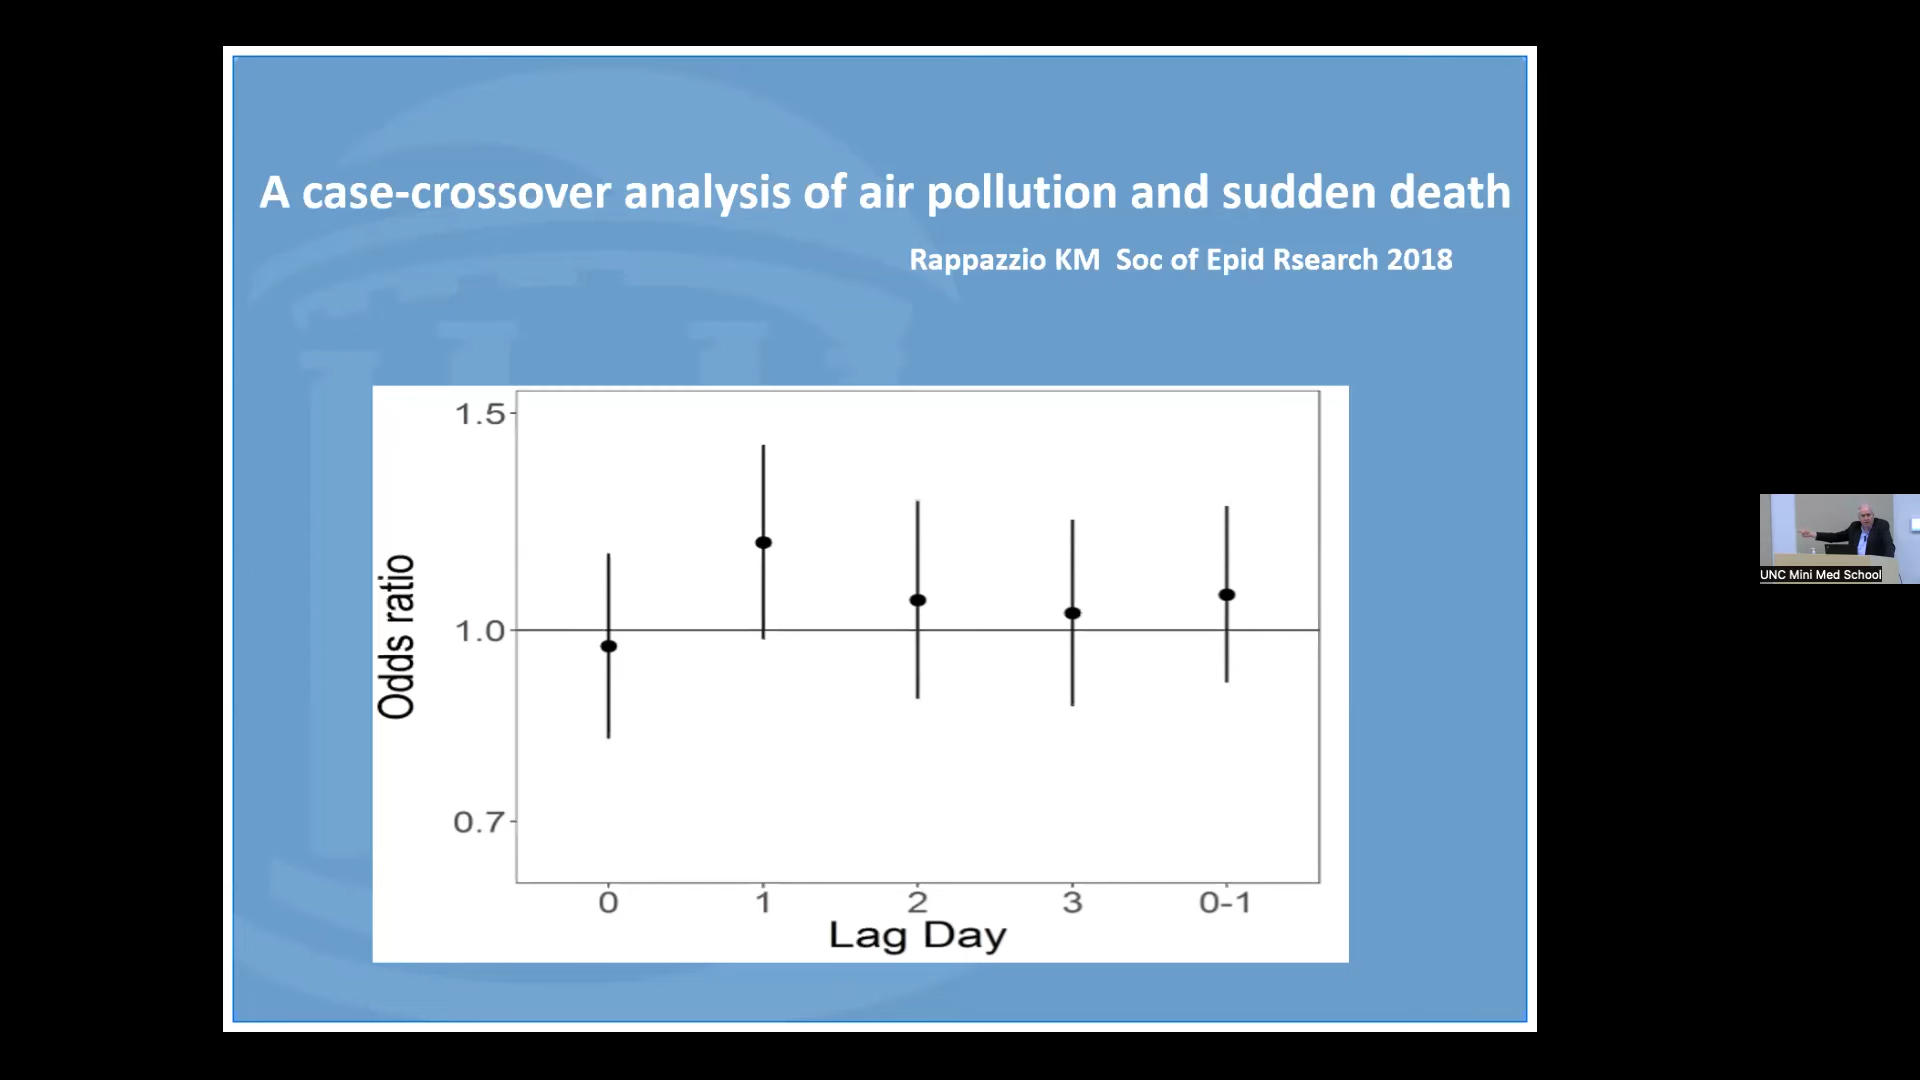 A case-crossover analysis of air pollution and sudden death
Rappazzio KM Soc of Epid Rsearch 2018
1.5
1.0
0.7
Odds ratio
0 1 2 3 0-1
Lag Day
UNC Mini Med School